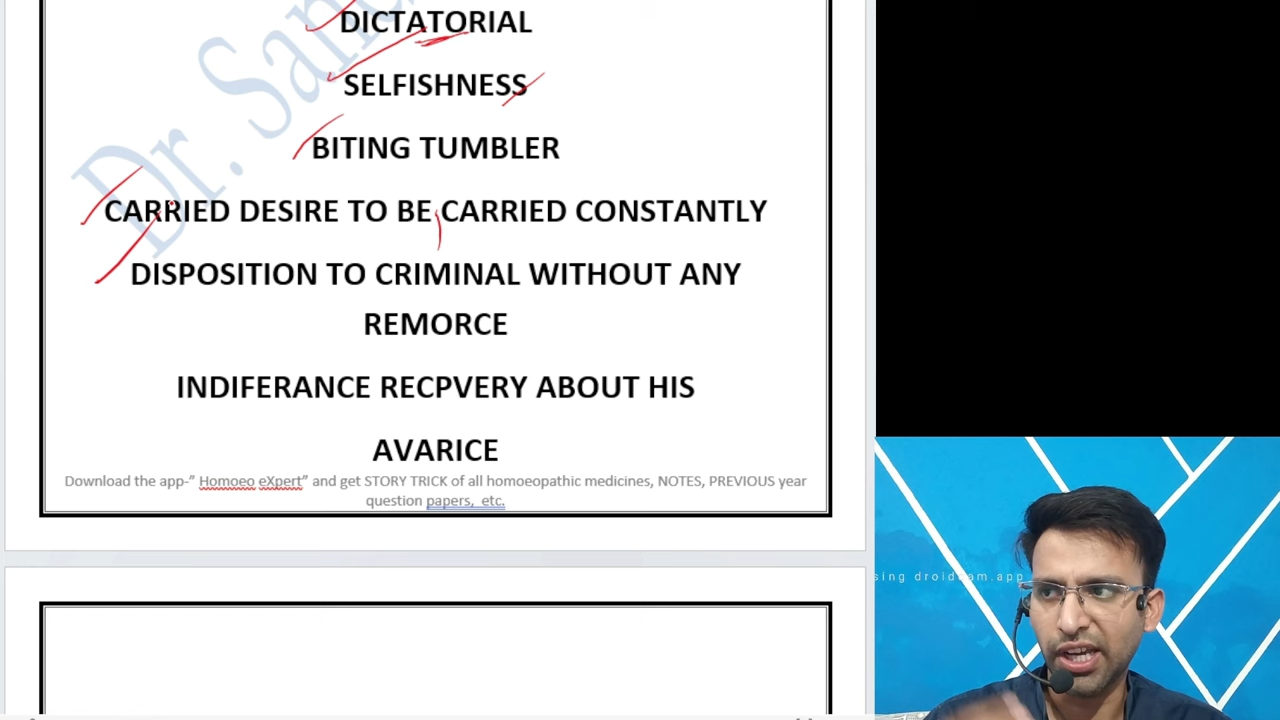 DICTATORIAL
SELFISHNESS
BITING TUMBLER
CARRIED DESIRE TO BE CARRIED CONSTANTLY
DISPOSITION TO CRIMINAL WITHOUT ANY
REMORCE
INDIFERANCE RECPVERY ABOUT HIS
AVARICE
Download the app-” Homoeo eXpert” and get STORY TRICK of all homoeopathic medicines, NOTES, PREVIOUS year
question papers, etc.
Dr.